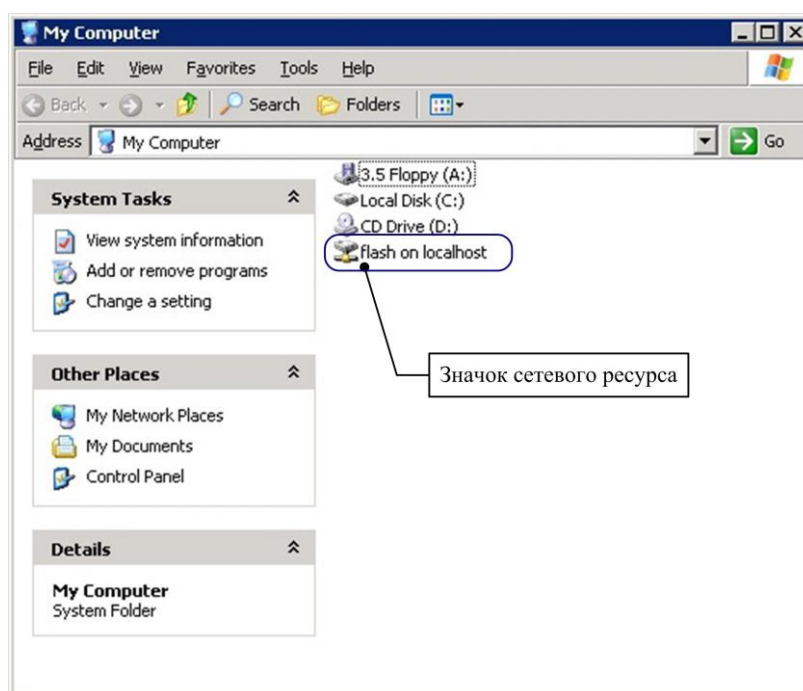 My Computer
File Edit View Favorites Tools Help
Back Search Folders
Address My Computer Go
System Tasks
View system information
Add or remove programs
Change a setting
Other Places
My Network Places
My Documents
Control Panel
Details
My Computer
System Folder
3.5 Floppy (A:)
Local Disk (C:)
CD Drive (D:)
flash on localhost
Значок сетевого ресурса